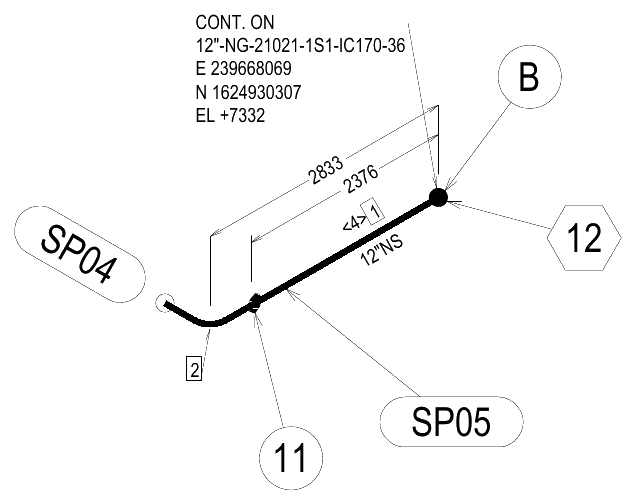 CONT. ON
12"-NG-21021-1S1-IC170-36
E 239668069
N 1624930307
EL +7332
B
2833
2376
<4> 1
12"NS
12
SP04
2
SP05
11